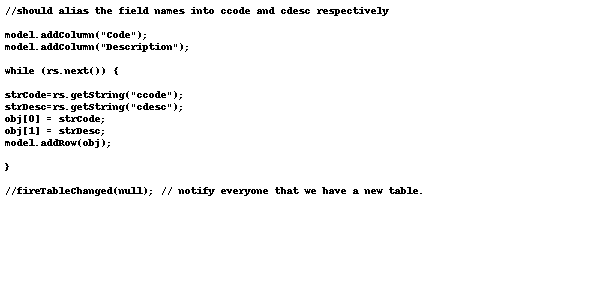 //should alias the field names into ccode and cdesc respectively
model.addColumn("Code");
model.addColumn("Description");
while (rs.next()) {
strCode=rs.getString("ccode");
strDesc=rs.getString("cdesc");
obj[0] = strCode;
obj[1] = strDesc;
model.addRow(obj);
}
//fireTableChanged(null); // notify everyone that we have a new table.